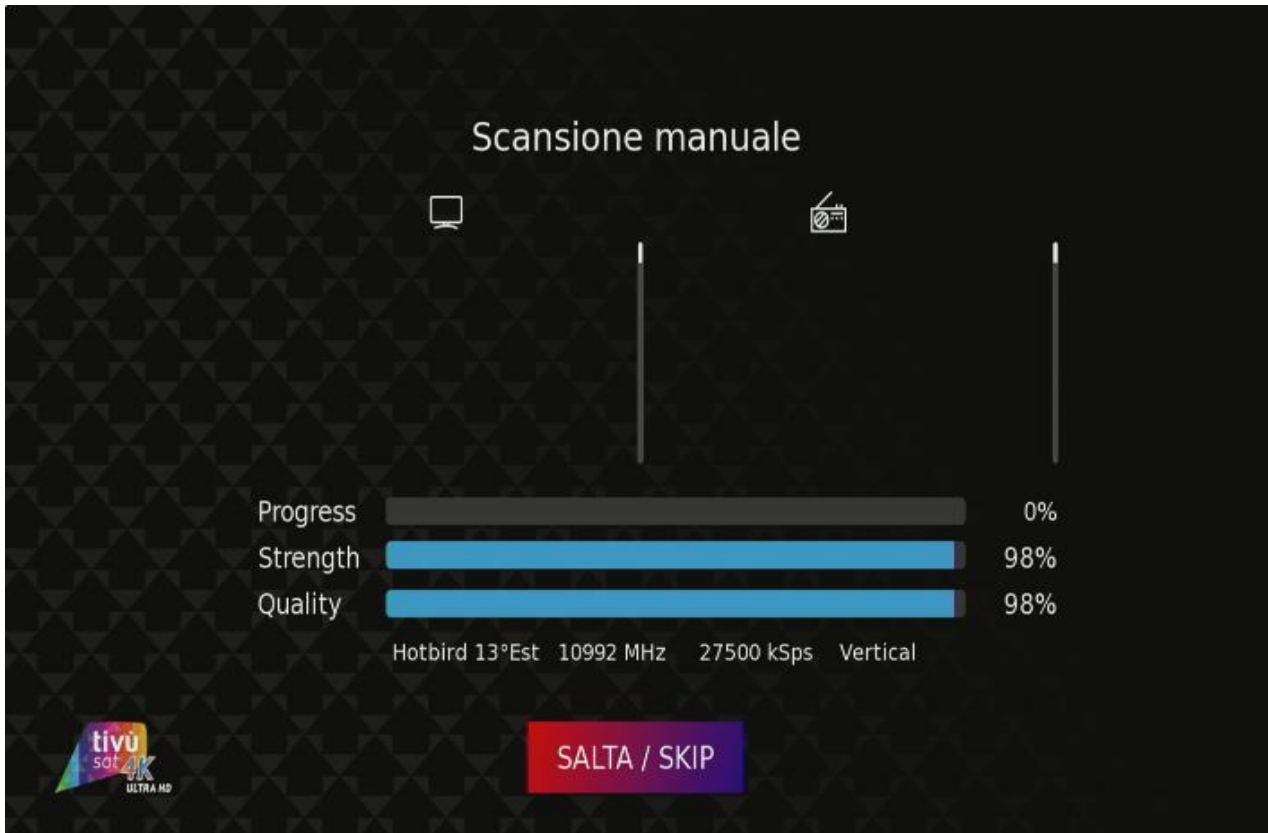 Scansione manuale
Progress 0%
Strength 98%
Quality 98%
Hotbird 13°Est 10992 MHz 27500 kSps Vertical
tivù
sat 4K
ULTRA HD
SALTA / SKIP